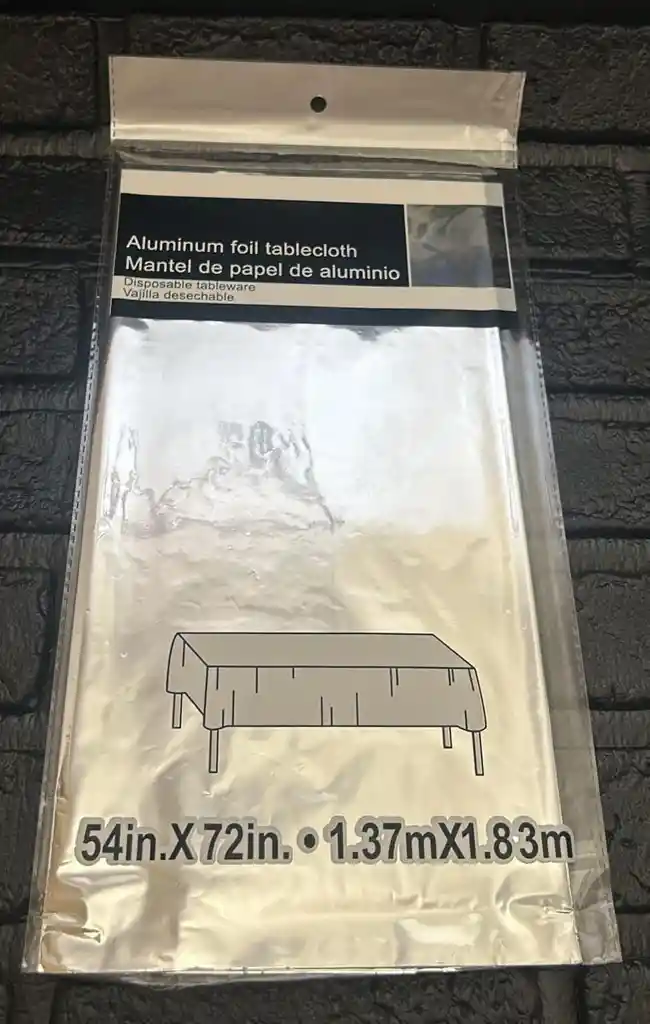 Aluminum foil tablecloth
Mantel de papel de aluminio
Disposable tableware
Vajilla desechable
54in.X72in. • 1.37mX1.83m